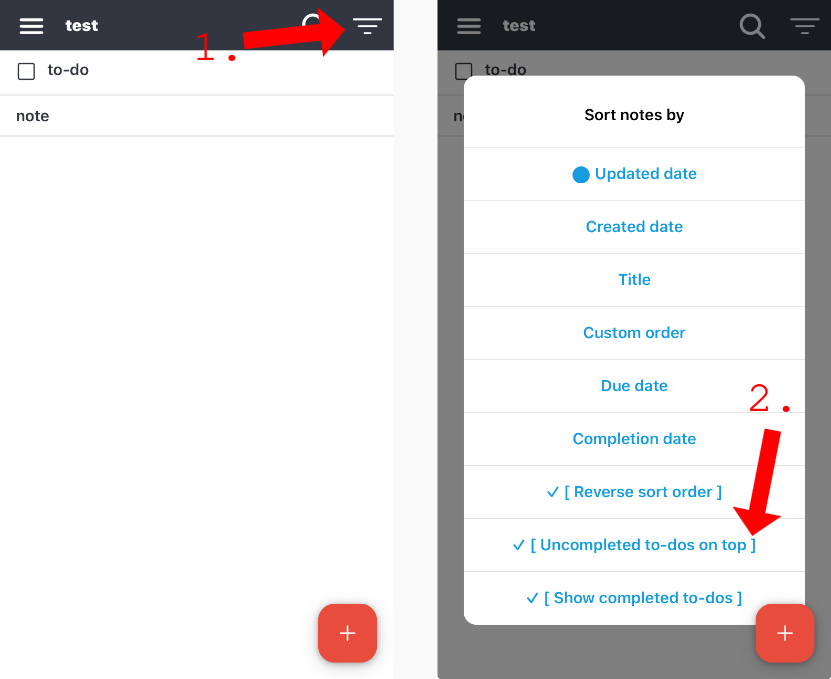 test
1.
to-do
note
test
to-do
n
Sort notes by
Updated date
Created date
Title
Custom order
Due date
2.
Completion date
✓ [ Reverse sort order ]
✓ [ Uncompleted to-dos on top ]
✓ [ Show completed to-dos ]
+
+